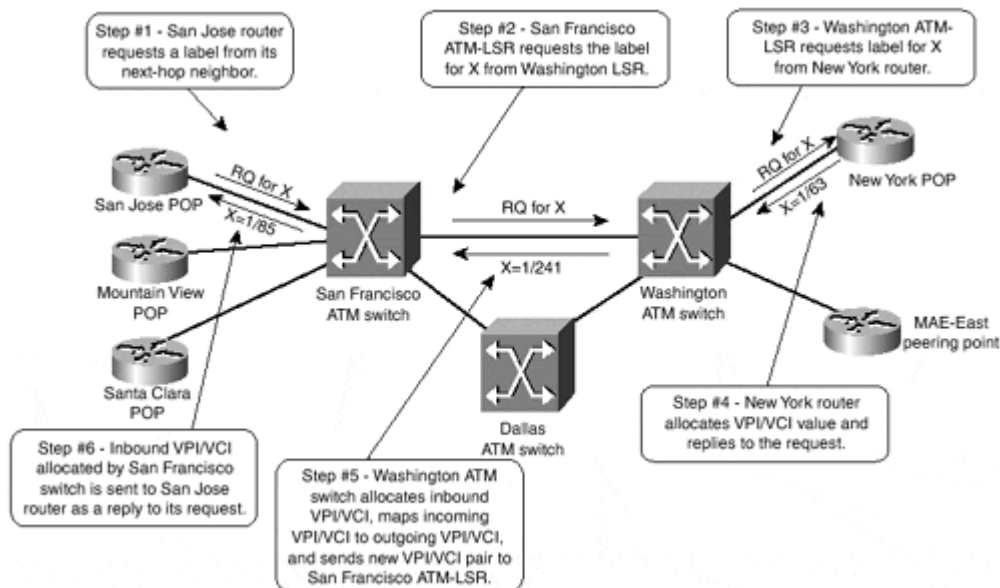 Step #1 - San Jose router
requests a label from its
next-hop neighbor.
Step #2 - San Francisco
ATM-LSR requests the label
for X from Washington LSR.
Step #3 - Washington ATM-
LSR requests label for X
from New York router.
RQ for X
San Jose POP
X=1/85
RQ for X
X=1/241
RQ for X
X=1/63
New York POP
Mountain View
POP
San Francisco
ATM switch
Washington
ATM switch
MAE-East
peering point
Santa Clara
POP
Dallas
ATM switch
Step #4 - New York router
allocates VPI/VCI value and
replies to the request.
Step #6 - Inbound VPI/VCI
allocated by San Francisco
switch is sent to San Jose
router as a reply to its request.
Step #5 - Washington ATM
switch allocates inbound
VPI/VCI, maps incoming
VPI/VCI to outgoing VPI/VCI,
and sends new VPI/VCI pair to
San Francisco ATM-LSR.